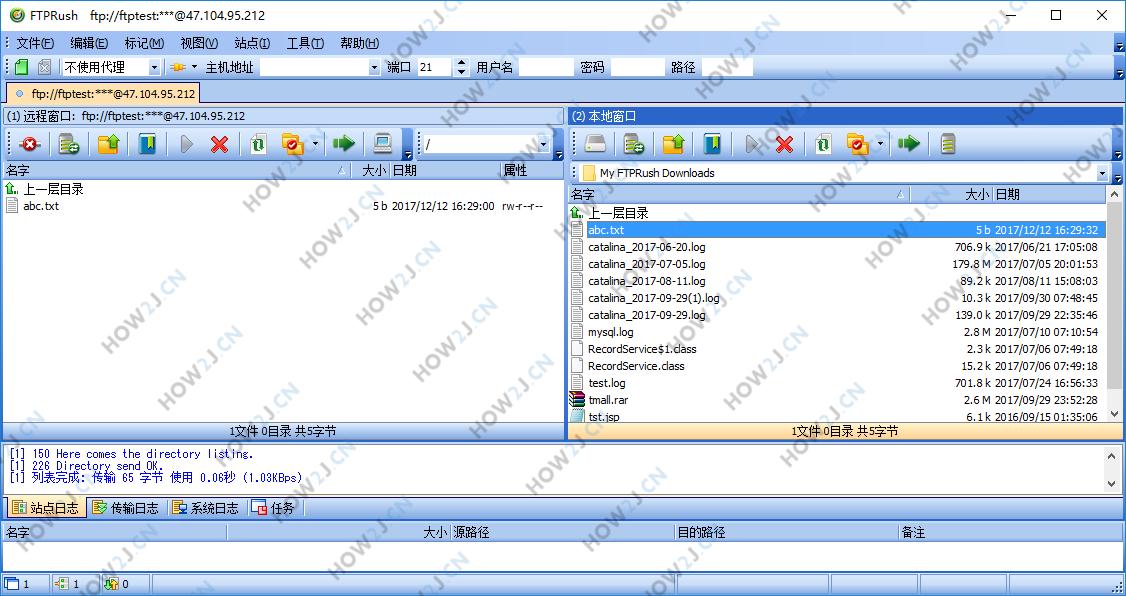 FTPRush ftp://ftptest:***@47.104.95.212
文件(F) 编辑(E) 标记(M) 视图(V) 站点(I) 工具(T) 帮助(H)
不使用代理 主机地址 端口 21 用户名 密码 路径
ftp://ftptest:***@47.104.95.212
(1) 远程窗口: ftp://ftptest:***@47.104.95.212
/
名字 大小 日期 属性
上一层目录
abc.txt 5 b 2017/12/12 16:29:00 rw-r--r--
1文件 0目录 共5字节
(2) 本地窗口
My FTPRush Downloads
名字 大小 日期
上一层目录
abc.txt 5 b 2017/12/12 16:29:32
catalina_2017-06-20.log 706.9 k 2017/06/21 17:05:08
catalina_2017-07-05.log 179.8 M 2017/07/05 20:01:53
catalina_2017-08-11.log 89.2 k 2017/08/11 15:08:03
catalina_2017-09-29(1).log 10.3 k 2017/09/30 07:48:45
catalina_2017-09-29.log 139.0 k 2017/09/29 22:35:46
mysql.log 2.8 M 2017/07/10 07:10:54
RecordService$1.class 2.3 k 2017/07/06 07:49:18
RecordService.class 15.2 k 2017/07/06 07:49:18
test.log 701.8 k 2017/07/24 16:56:33
tmall.rar 2.6 M 2017/09/29 23:52:28
tst.jsp 6.1 k 2016/09/15 01:35:06
1文件 0目录 共5字节
[1] 150 Here comes the directory listing.
[1] 226 Directory send OK.
[1] 列表完成: 传输 65 字节 使用 0.06秒 (1.03KBps)
站点日志 传输日志 系统日志 任务
名字 大小 源路径 目的路径 备注
1 1 0
HOW2J.CN